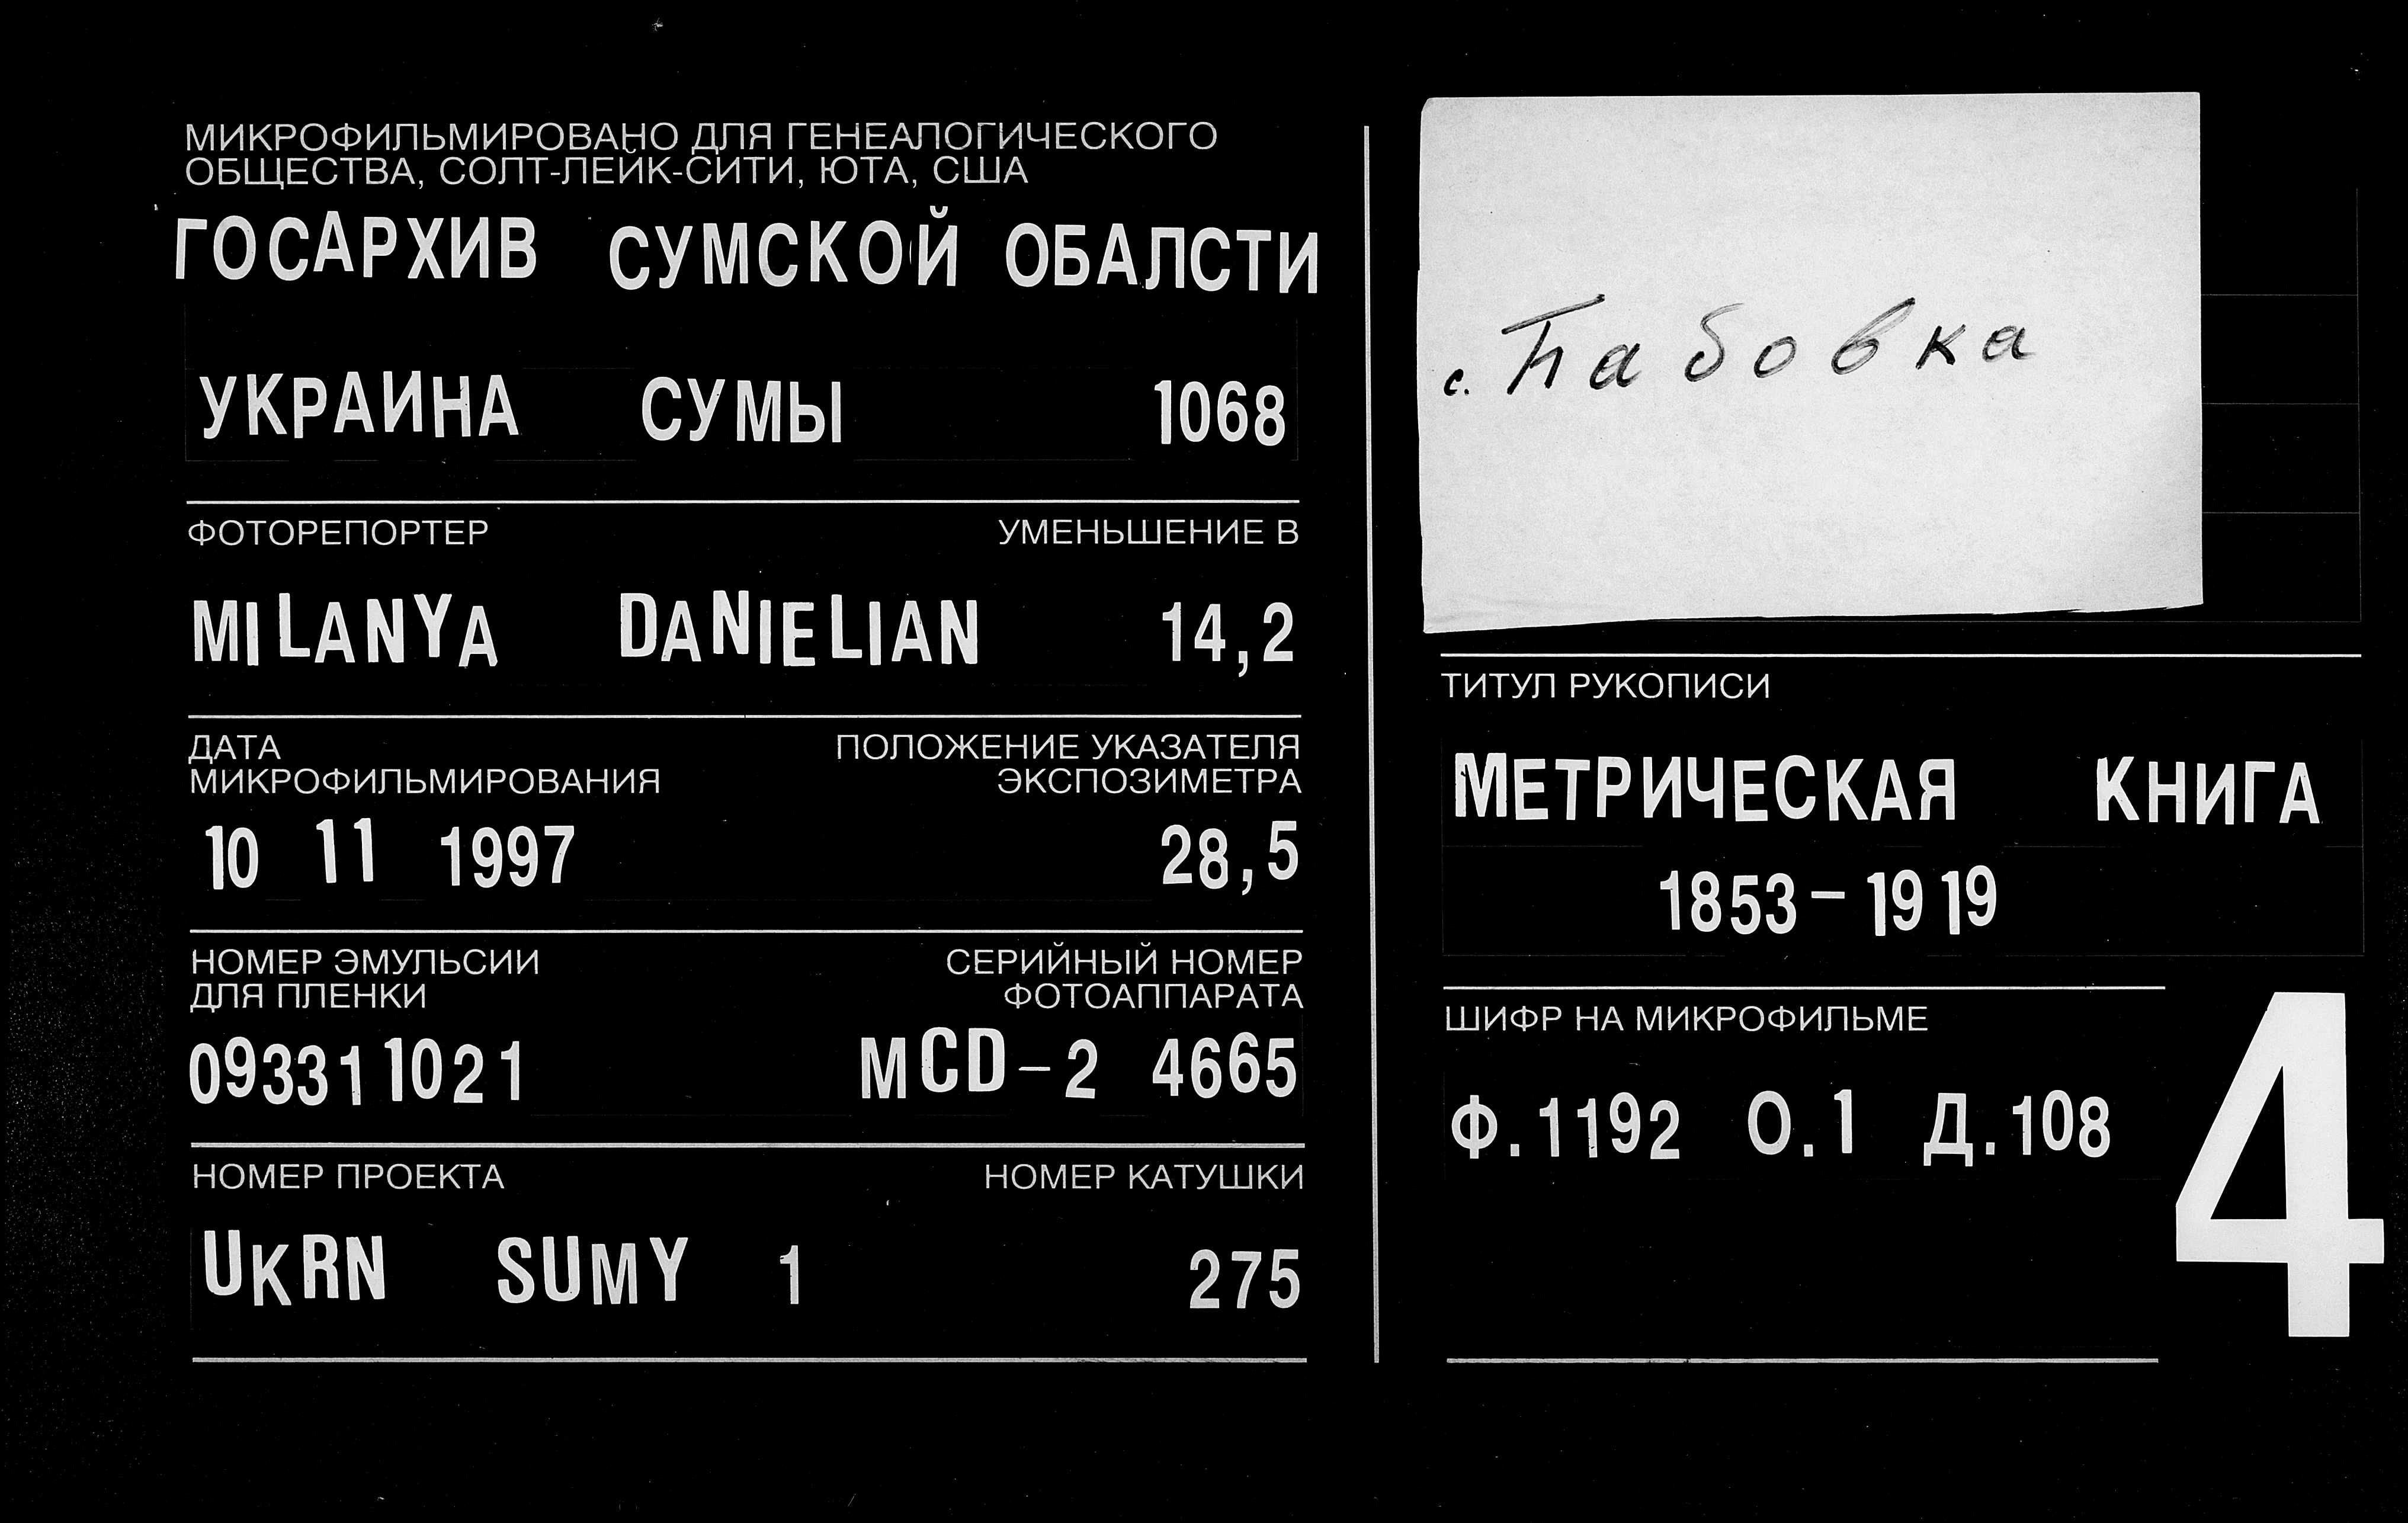 МИКРОФИЛЬМИРОВАНО ДЛЯ ГЕНЕАЛОГИЧЕСКОГО
ОБЩЕСТВА, СОЛТ-ЛЕЙК-СИТИ, ЮТА, США
ГОСАРХИВ СУМСКОЙ ОБАЛСТИ
УКРАИНА СУМЫ 1068
ФОТОРЕПОРТЕР УМЕНЬШЕНИЕ В
MILANYA DANIELIAN 14,2
ДАТА
МИКРОФИЛЬМИРОВАНИЯ
ПОЛОЖЕНИЕ УКАЗАТЕЛЯ
ЭКСПОЗИМЕТРА
10 11 1997 28,5
НОМЕР ЭМУЛЬСИИ
ДЛЯ ПЛЕНКИ
СЕРИЙНЫЙ НОМЕР
ФОТОАППАРАТА
09331 1021 MCD-2 4665
НОМЕР ПРОЕКТА НОМЕР КАТУШКИ
UKRN SUMY 1 275
с.
ТИТУЛ РУКОПИСИ
МЕТРИЧЕСКАЯ КНИГА
1853-1919
ШИФР НА МИКРОФИЛЬМЕ
Ф.1192 О.1 Д.108
4